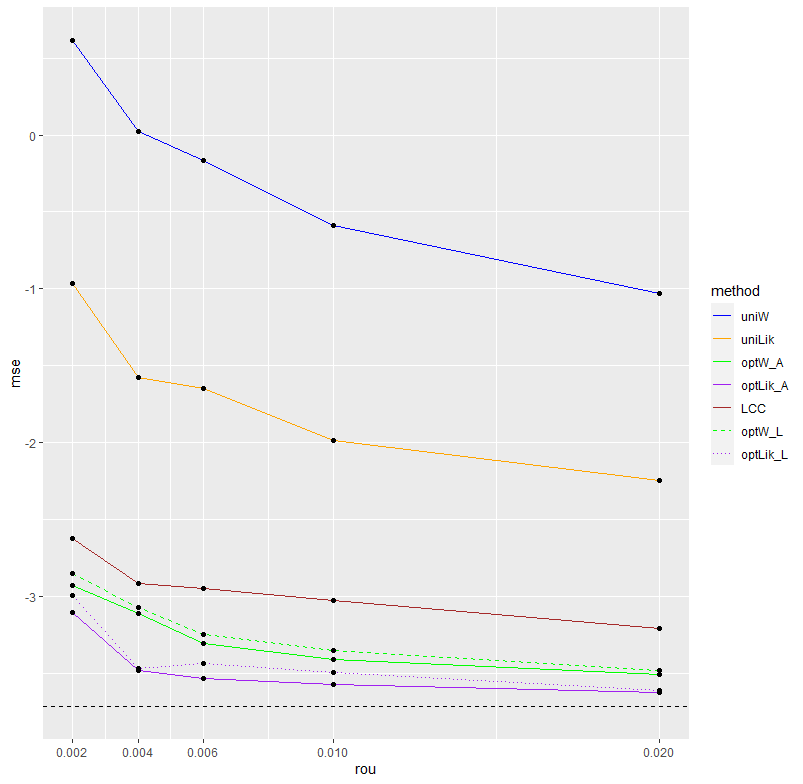 0
-1
-2
-3
mse
0.002
0.004
0.006
0.010
0.020
rou
method
uniW
uniLik
optW_A
optLik_A
LCC
optW_L
optLik_L